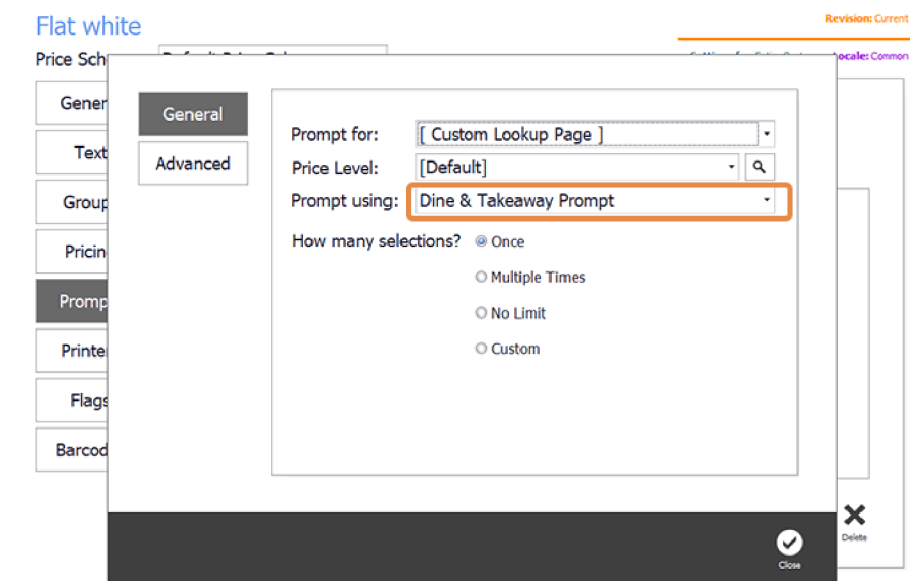 Flat white
Revision: Current
Price Sch
Locale: Common
Gener
Text
Group
Pricin
Promp
Printe
Flags
Barcod
General
Advanced
Prompt for: [ Custom Lookup Page ]
Price Level: [Default]
Prompt using: Dine & Takeaway Prompt
How many selections? Once
Multiple Times
No Limit
Custom
Delete
Close